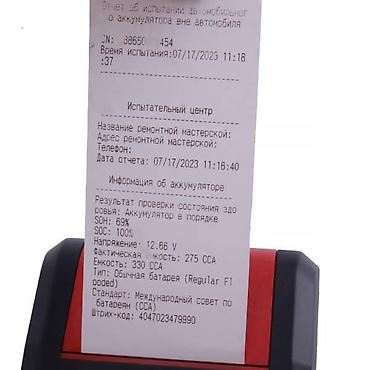 Отчет об испытании автомобильног
о аккумулятора вне автомобиля
SN: 38650 454
Время испытания:07/17/2023 11:18
:37
Испытательный центр
Название ремонтной мастерской:
Адрес ремонтной мастерской:
Телефон:
Дата отчета: 07/17/2023 11:16:40
Информация об аккумуляторе
Результат проверки состояния здо
ровья: Аккумулятор в порядке
SOH: 69%
SOC: 100%
Напряжение: 12.66 V
Фактическая емкость: 275 CCA
Емкость: 330 CCA
Тип: Обычная батарея (Regular Fl
ooded)
Стандарт: Международный совет по
батареям (CCA)
Штрих-код: 4047023479990